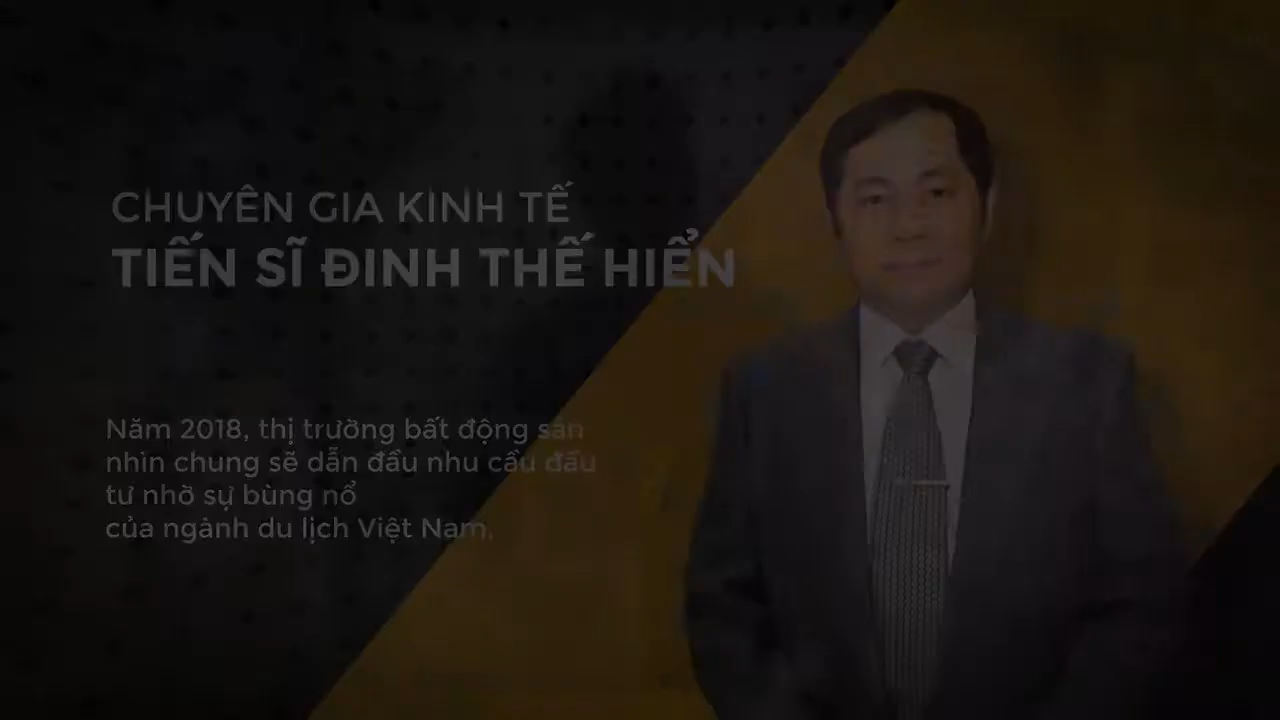 CHUYÊN GIA KINH TẾ
TIẾN SĨ ĐINH THẾ HIỂN
Năm 2018, thị trường bất động sản
nhìn chung sẽ dẫn đầu nhu cầu đầu
tư nhờ sự bùng nổ
của ngành du lịch Việt Nam,